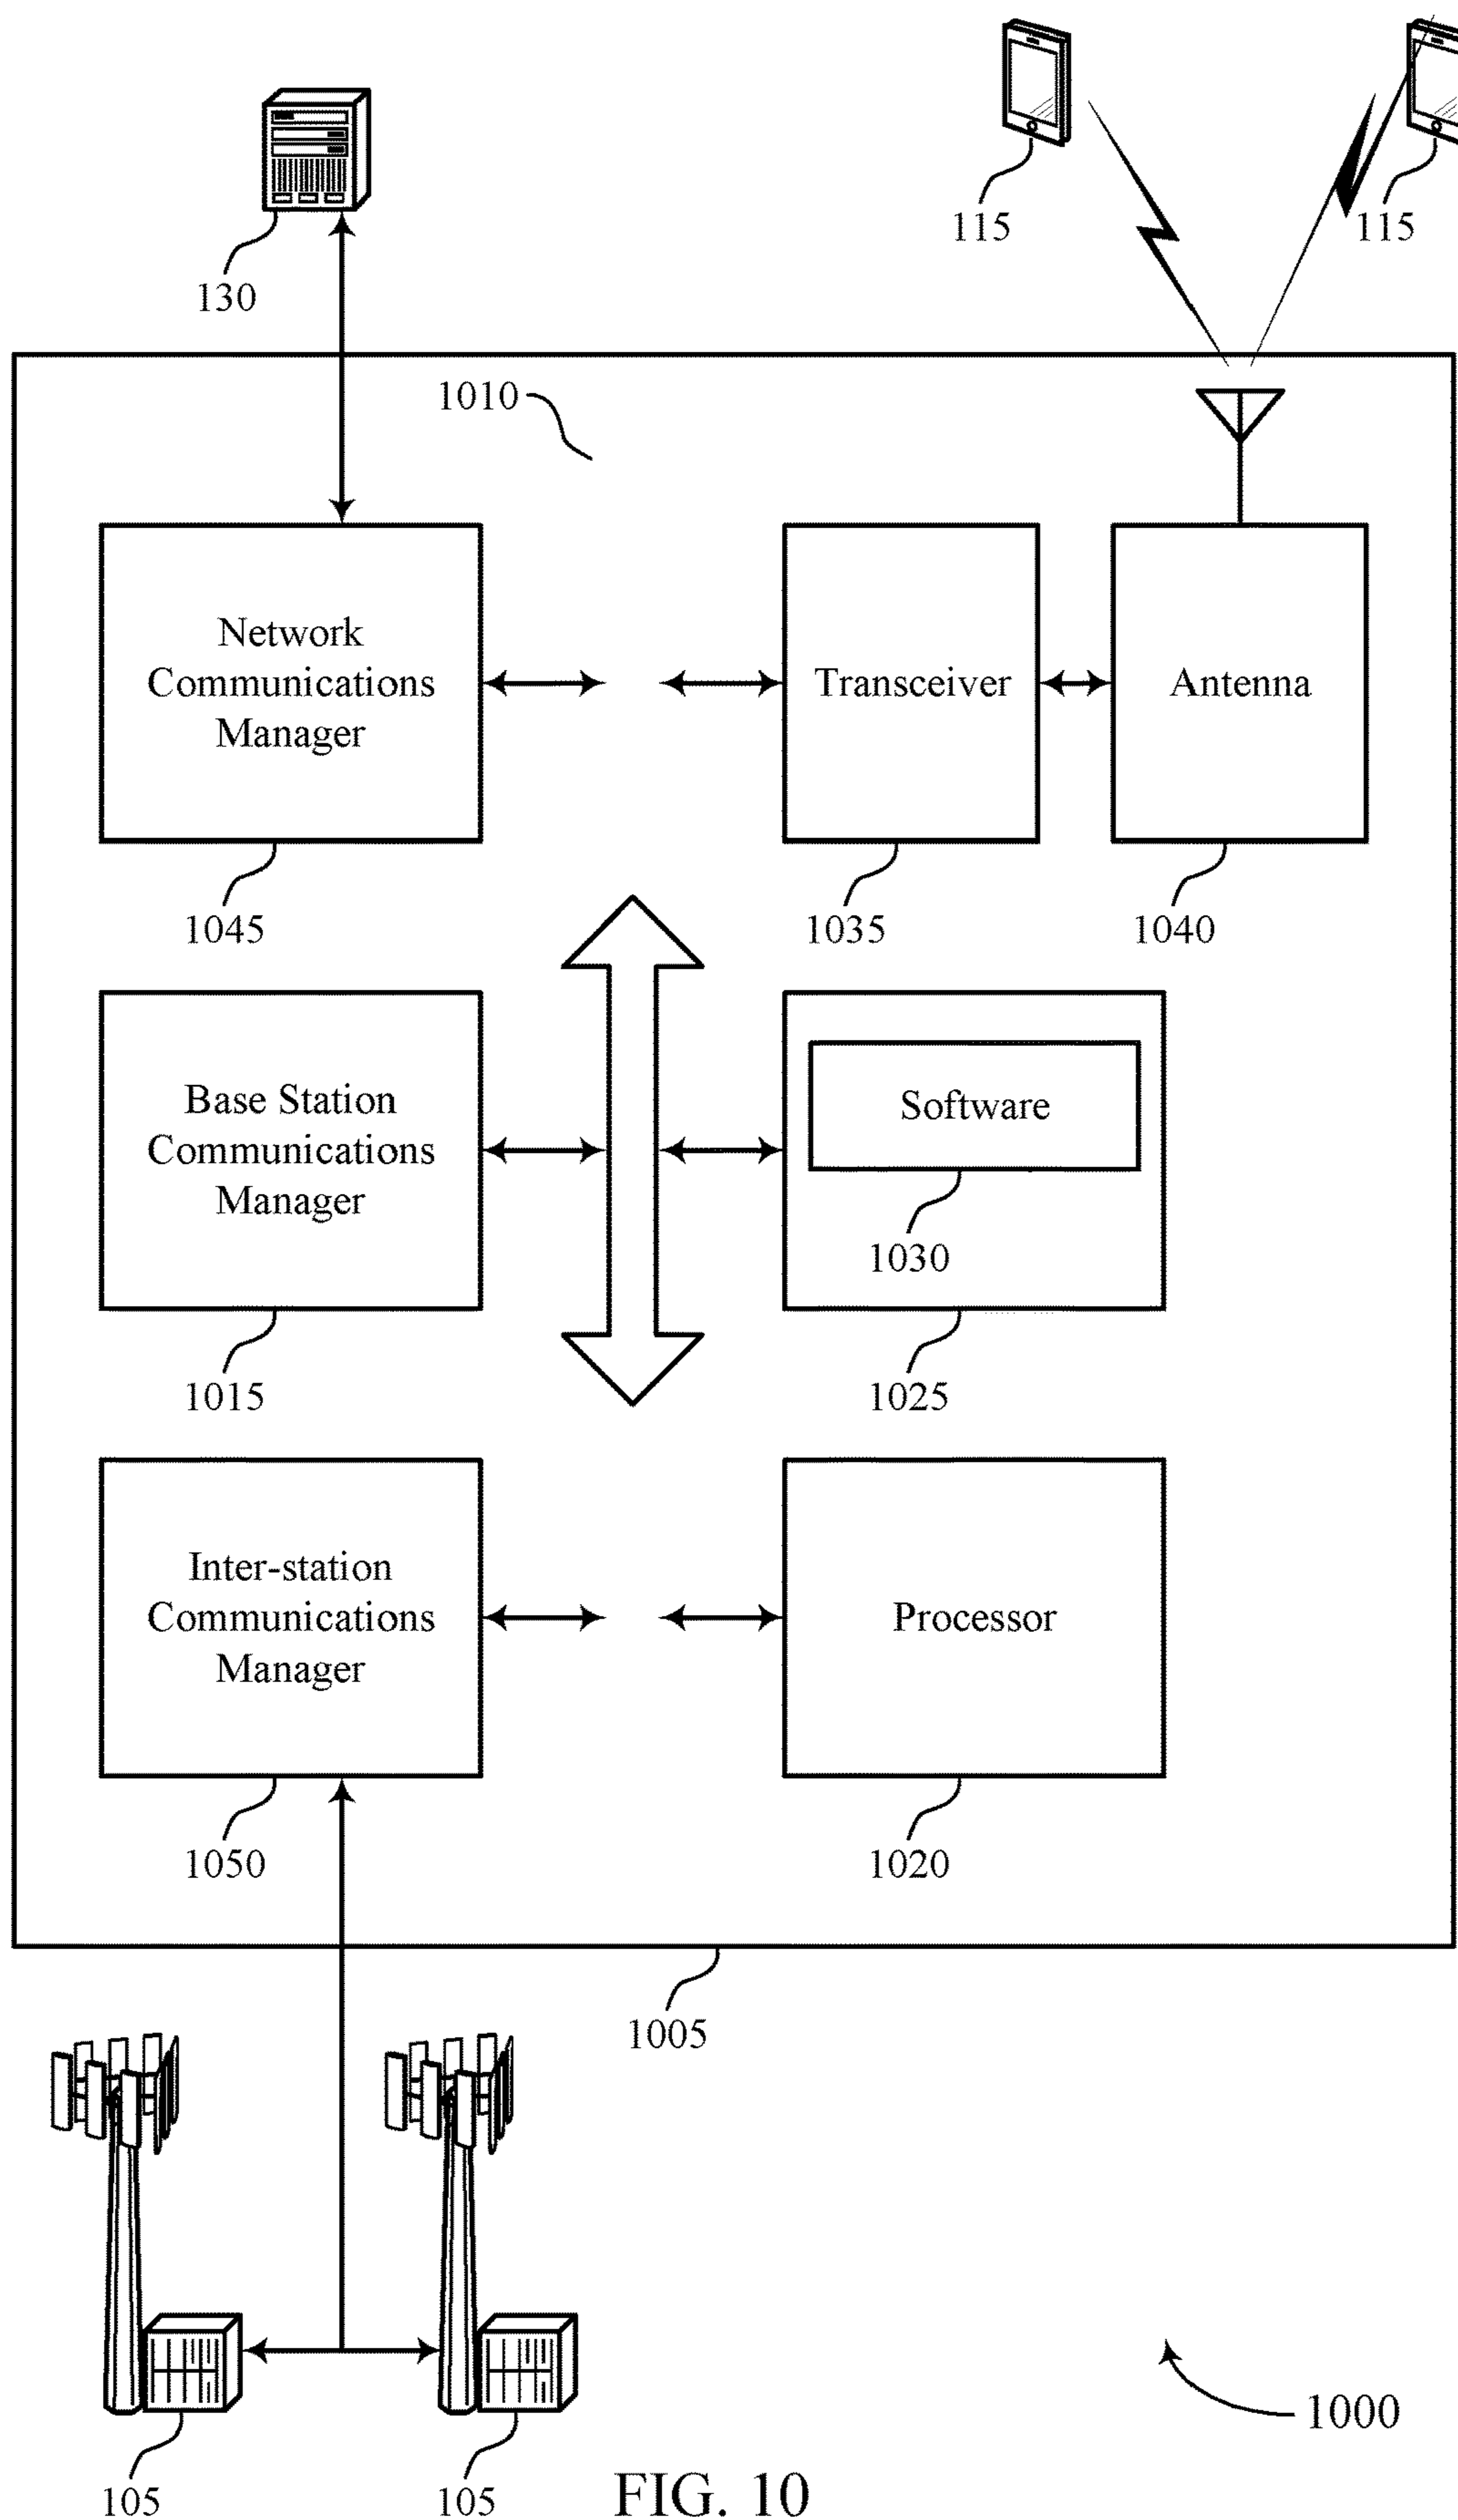 115
115
130
1010
Network
Communications
Manager
Transceiver
Antenna
1045
1035
1040
Base Station
Communications
Manager
Software
1030
1015
1025
Inter-station
Communications
Manager
Processor
1050
1020
1005
1000
105
105
FIG. 10